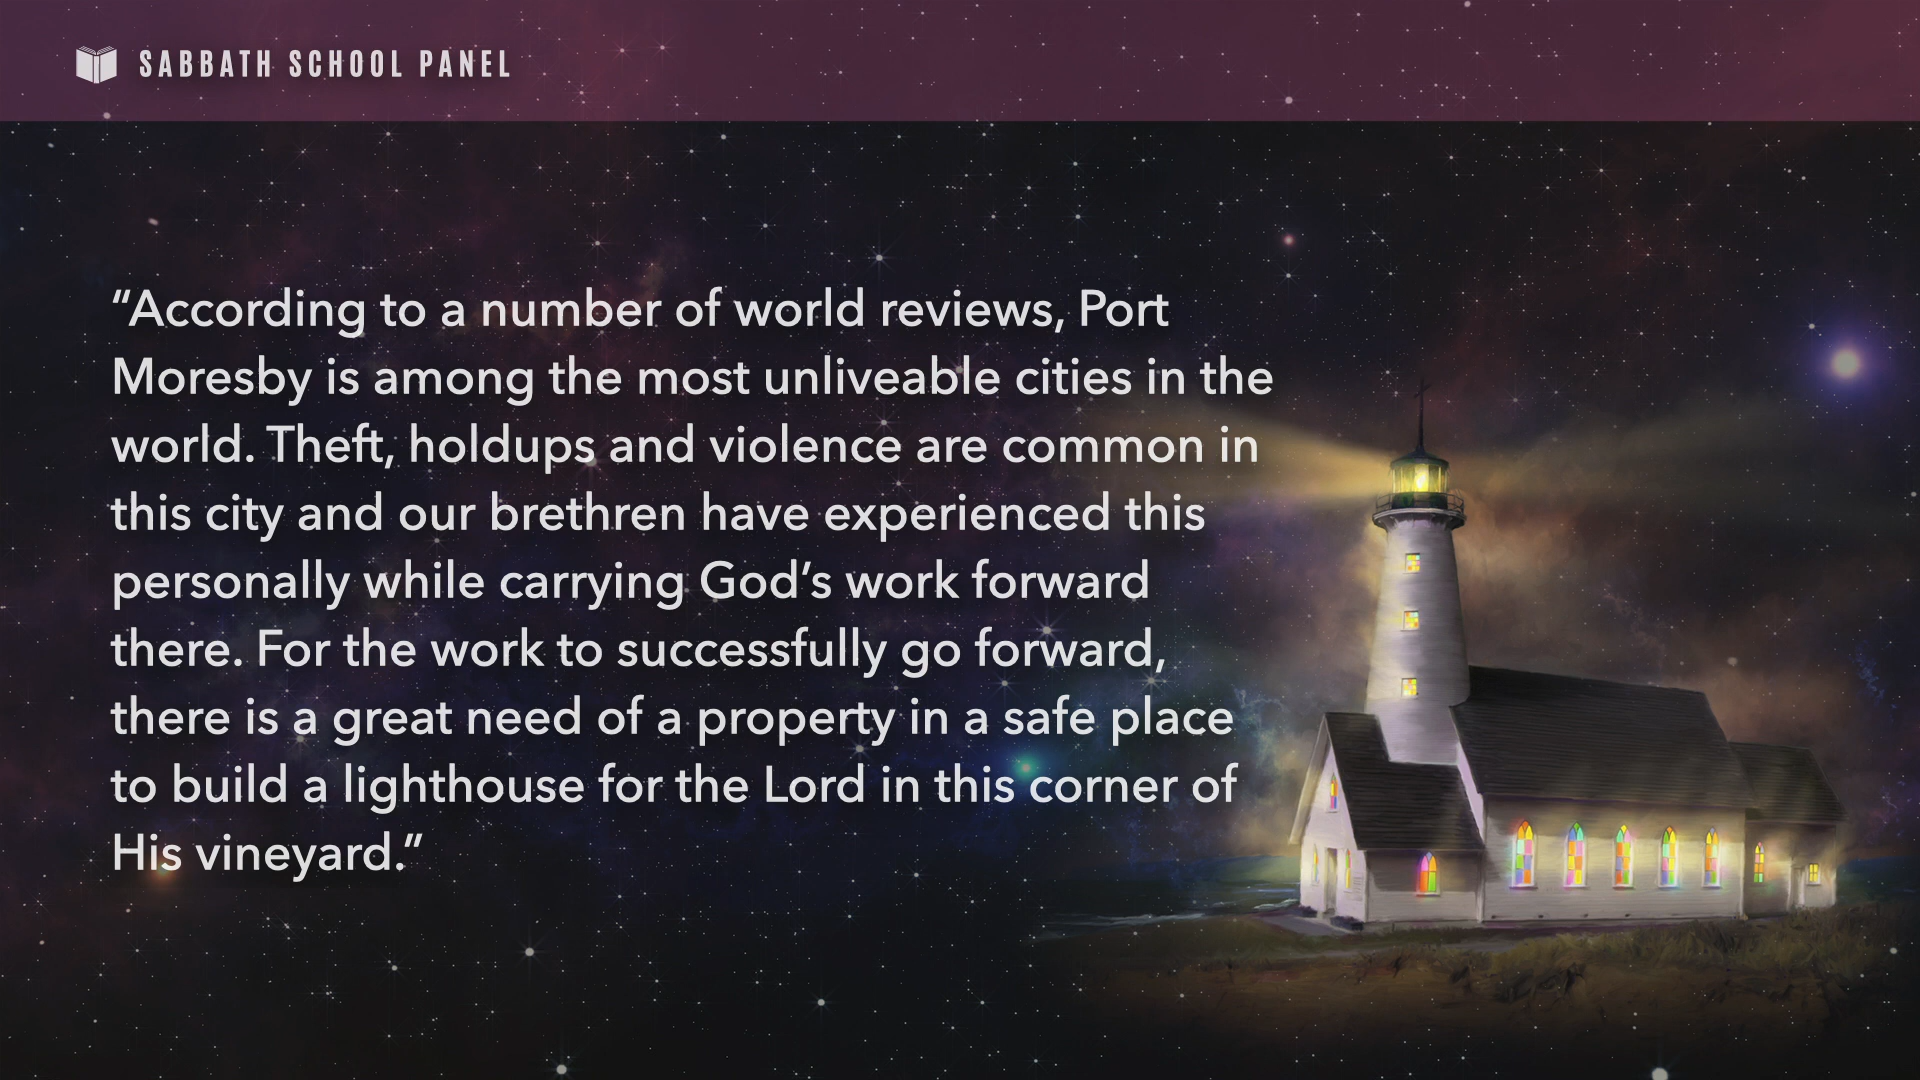 SABBATH SCHOOL PANEL
“According to a number of world reviews, Port
Moresby is among the most unliveable cities in the
world. Theft, holdups and violence are common in
this city and our brethren have experienced this
personally while carrying God’s work forward
there. For the work to successfully go forward,
there is a great need of a property in a safe place
to build a lighthouse for the Lord in this corner of
His vineyard.”